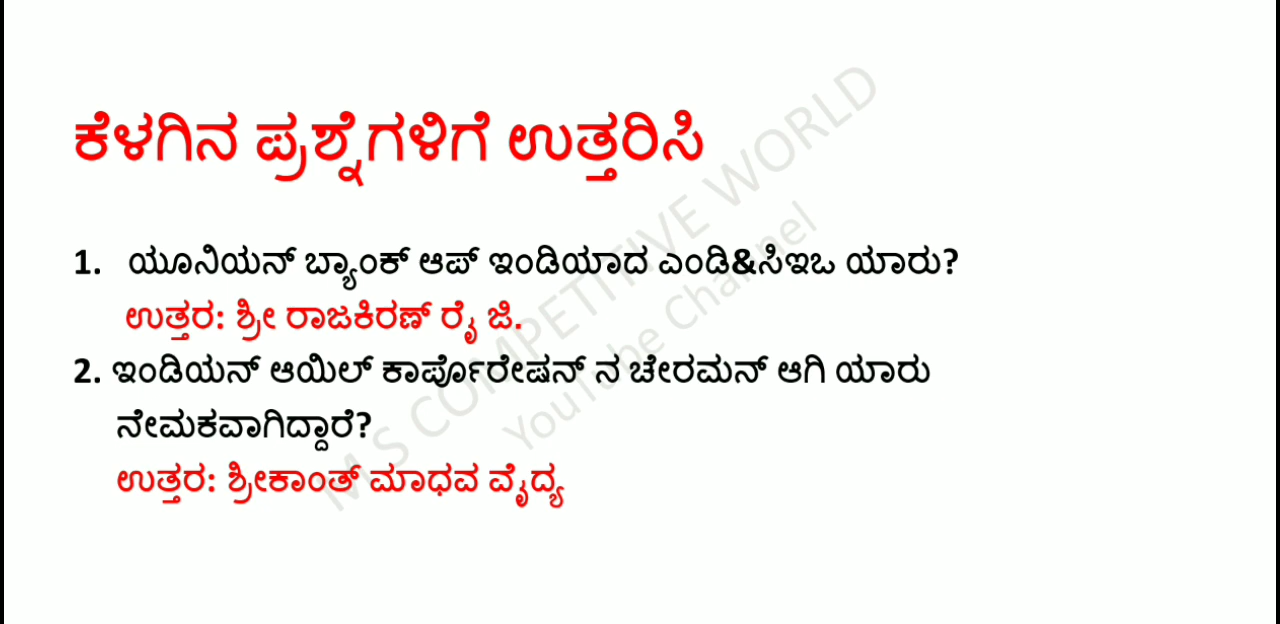 ಕೆಳಗಿನ ಪ್ರಶ್ನೆಗಳಿಗೆ ಉತ್ತರಿಸಿ
1. ಯೂನಿಯನ್ ಬ್ಯಾಂಕ್ ಆಪ್ ಇಂಡಿಯಾದ ಎಂಡಿ&ಸಿಇಒ ಯಾರು?
ಉತ್ತರ: ಶ್ರೀ ರಾಜಕಿರಣ್ ರೈ ಜಿ.
2. ಇಂಡಿಯನ್ ಆಯಿಲ್ ಕಾರ್ಪೊರೇಷನ್ ನ ಚೇರಮನ್ ಆಗಿ ಯಾರು
ನೇಮಕವಾಗಿದ್ದಾರೆ?
ಉತ್ತರ: ಶ್ರೀಕಾಂತ್ ಮಾಧವ ವೈದ್ಯ
M S COMPETITIVE WORLD
YouTube Channel